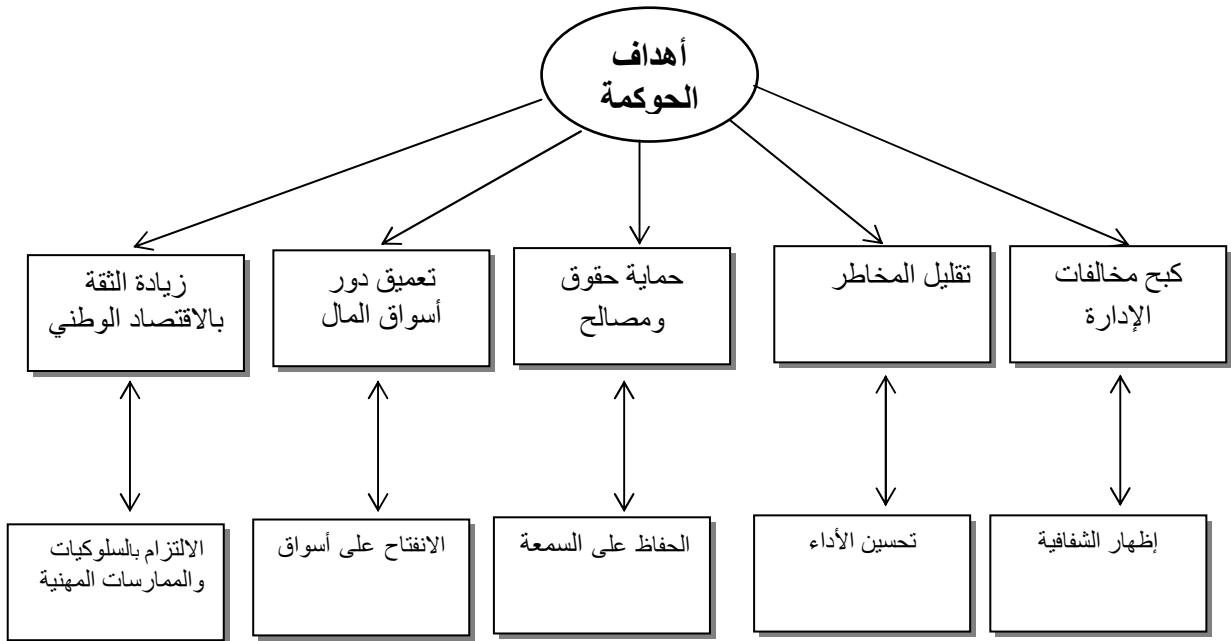 أهداف
الحوكمة
كبح مخالفات
الإدارة
تقليل المخاطر
حماية حقوق
ومصالح
تعميق دور
أسواق المال
زيادة الثقة
بالاقتصاد الوطني
إظهار الشفافية
تحسين الأداء
الحفاظ على السمعة
الانفتاح على أسواق
الالتزام بالسلوكيات
والممارسات المهنية